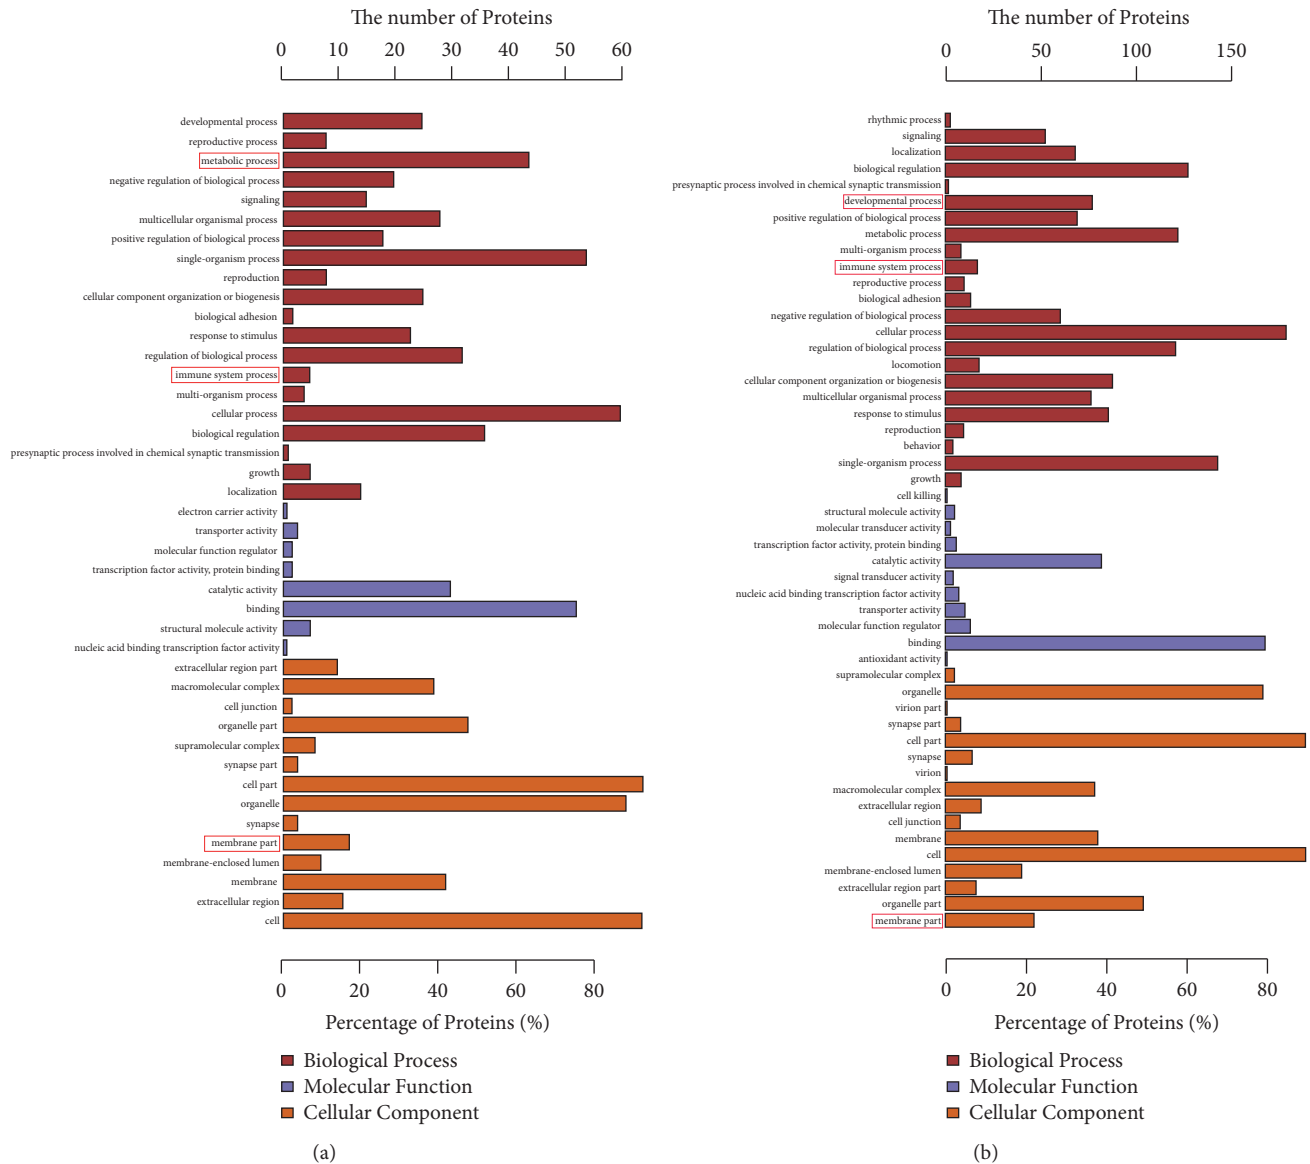 The number of Proteins
0 10 20 30 40 50 60
developmental process
reproductive process
metabolic process
negative regulation of biological process
signaling
multicellular organismal process
positive regulation of biological process
single-organism process
reproduction
cellular component organization or biogenesis
biological adhesion
response to stimulus
regulation of biological process
immune system process
multi-organism process
cellular process
biological regulation
presynaptic process involved in chemical synaptic transmission
growth
localization
electron carrier activity
transporter activity
molecular function regulator
transcription factor activity, protein binding
catalytic activity
binding
structural molecule activity
nucleic acid binding transcription factor activity
extracellular region part
macromolecular complex
cell junction
organelle part
supramolecular complex
synapse part
cell part
organelle
synapse
membrane part
membrane-enclosed lumen
membrane
extracellular region
cell
0 20 40 60 80
Percentage of Proteins (%)
Biological Process
Molecular Function
Cellular Component
(a)
The number of Proteins
0 50 100 150
rhythmic process
signaling
localization
biological regulation
presynaptic process involved in chemical synaptic transmission
developmental process
positive regulation of biological process
metabolic process
multi-organism process
immune system process
reproductive process
biological adhesion
negative regulation of biological process
cellular process
regulation of biological process
locomotion
cellular component organization or biogenesis
multicellular organismal process
response to stimulus
reproduction
behavior
single-organism process
growth
cell killing
structural molecule activity
molecular transducer activity
transcription factor activity, protein binding
catalytic activity
signal transducer activity
nucleic acid binding transcription factor activity
transporter activity
molecular function regulator
binding
antioxidant activity
supramolecular complex
organelle
virion part
synapse part
cell part
synapse
virion
macromolecular complex
extracellular region
cell junction
membrane
cell
membrane-enclosed lumen
extracellular region part
organelle part
membrane part
0 20 40 60 80
Percentage of Proteins (%)
Biological Process
Molecular Function
Cellular Component
(b)